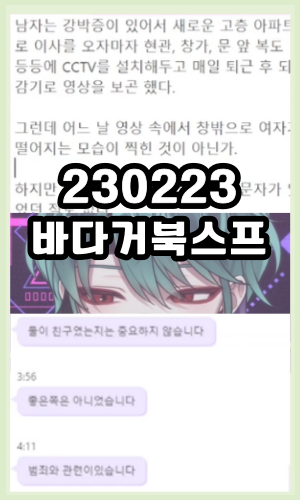 남자는 강박증이 있어서 새로운 고층 아파트
로 이사를 오자마자 현관, 창가, 문 앞 복도
등등에 CCTV를 설치해두고 매일 퇴근 후 되
감기로 영상을 보곤 했다.
그런데 어느 날 영상 속에서 창밖으로 여자가
떨어지는 모습이 찍힌 것이 아닌가.
하지만
230223
바다거북스프
둘이 친구였는지는 중요하지 않습니다
3:56
좋은쪽은 아니였습니다
4:11
범죄와 관련이있습니다